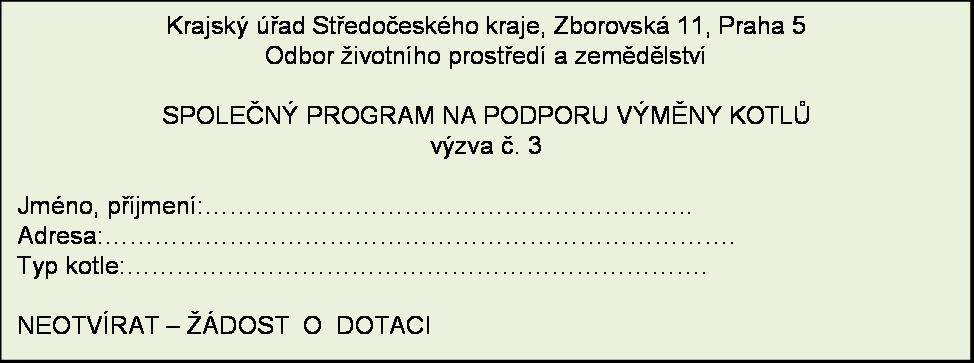 Krajský úřad Středočeského kraje, Zborovská 11, Praha 5
Odbor životního prostředí a zemědělství
SPOLEČNÝ PROGRAM NA PODPORU VÝMĚNY KOTLŮ
výzva č. 3
Jméno, příjmení:…………………………………………………..
Adresa:………………………………………………………………….
Typ kotle:…………………………………………………………….
NEOTVÍRAT – ŽÁDOST O DOTACI